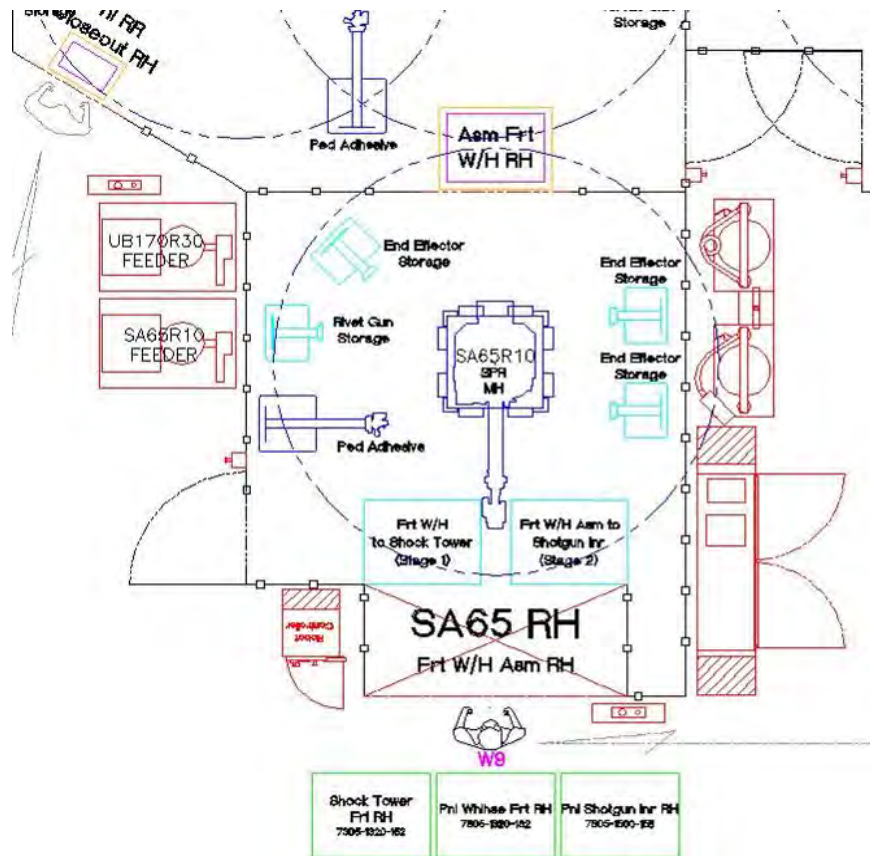 Closeout RH
Storage
Ped Adhesive
Asm Frt
W/H RH
UB170R30
FEEDER
End Effector
Storage
End Effector
Storage
SA65R10
FEEDER
Rivet Gun
Storage
SA65R10
SPR
MH
End Effector
Storage
Ped Adhesive
Frt W/H
to Shock Tower
(Stage 1)
Frt W/H Asm to
Shotgun Inr
(Stage 2)
Robot
Controller
SA65 RH
Frt W/H Asm RH
W9
Shock Tower
Frt RH
Pnl Whlhse Frt RH
Pnl Shotgun Inr RH